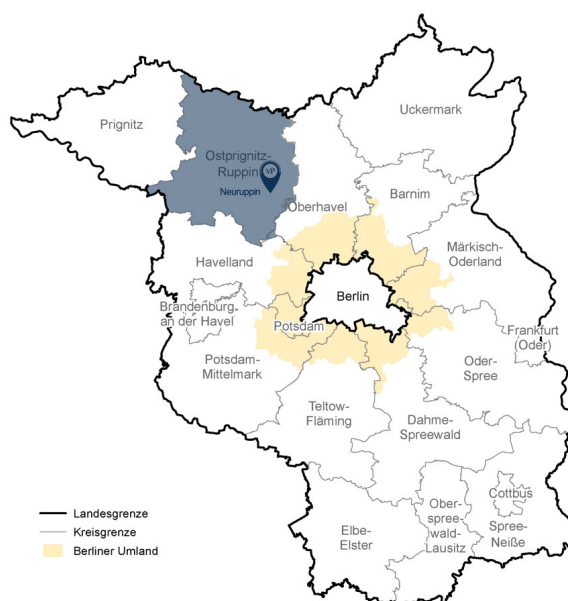 Uckermark
Prignitz
Ostprignitz-
Ruppin
VP
Neuruppin
Oberhavel
Barnim
Havelland
Märkisch-
Oderland
Berlin
Brandenburg
an der Havel
Potsdam
Frankfurt
(Oder)
Potsdam-
Mittelmark
Oder-
Spree
Teltow-
Fläming
Dahme-
Spreewald
Cottbus
Spree-
Neiße
Ober-
spree-
wald-
Lausitz
Elbe-
Elster
Landesgrenze
Kreisgrenze
Berliner Umland